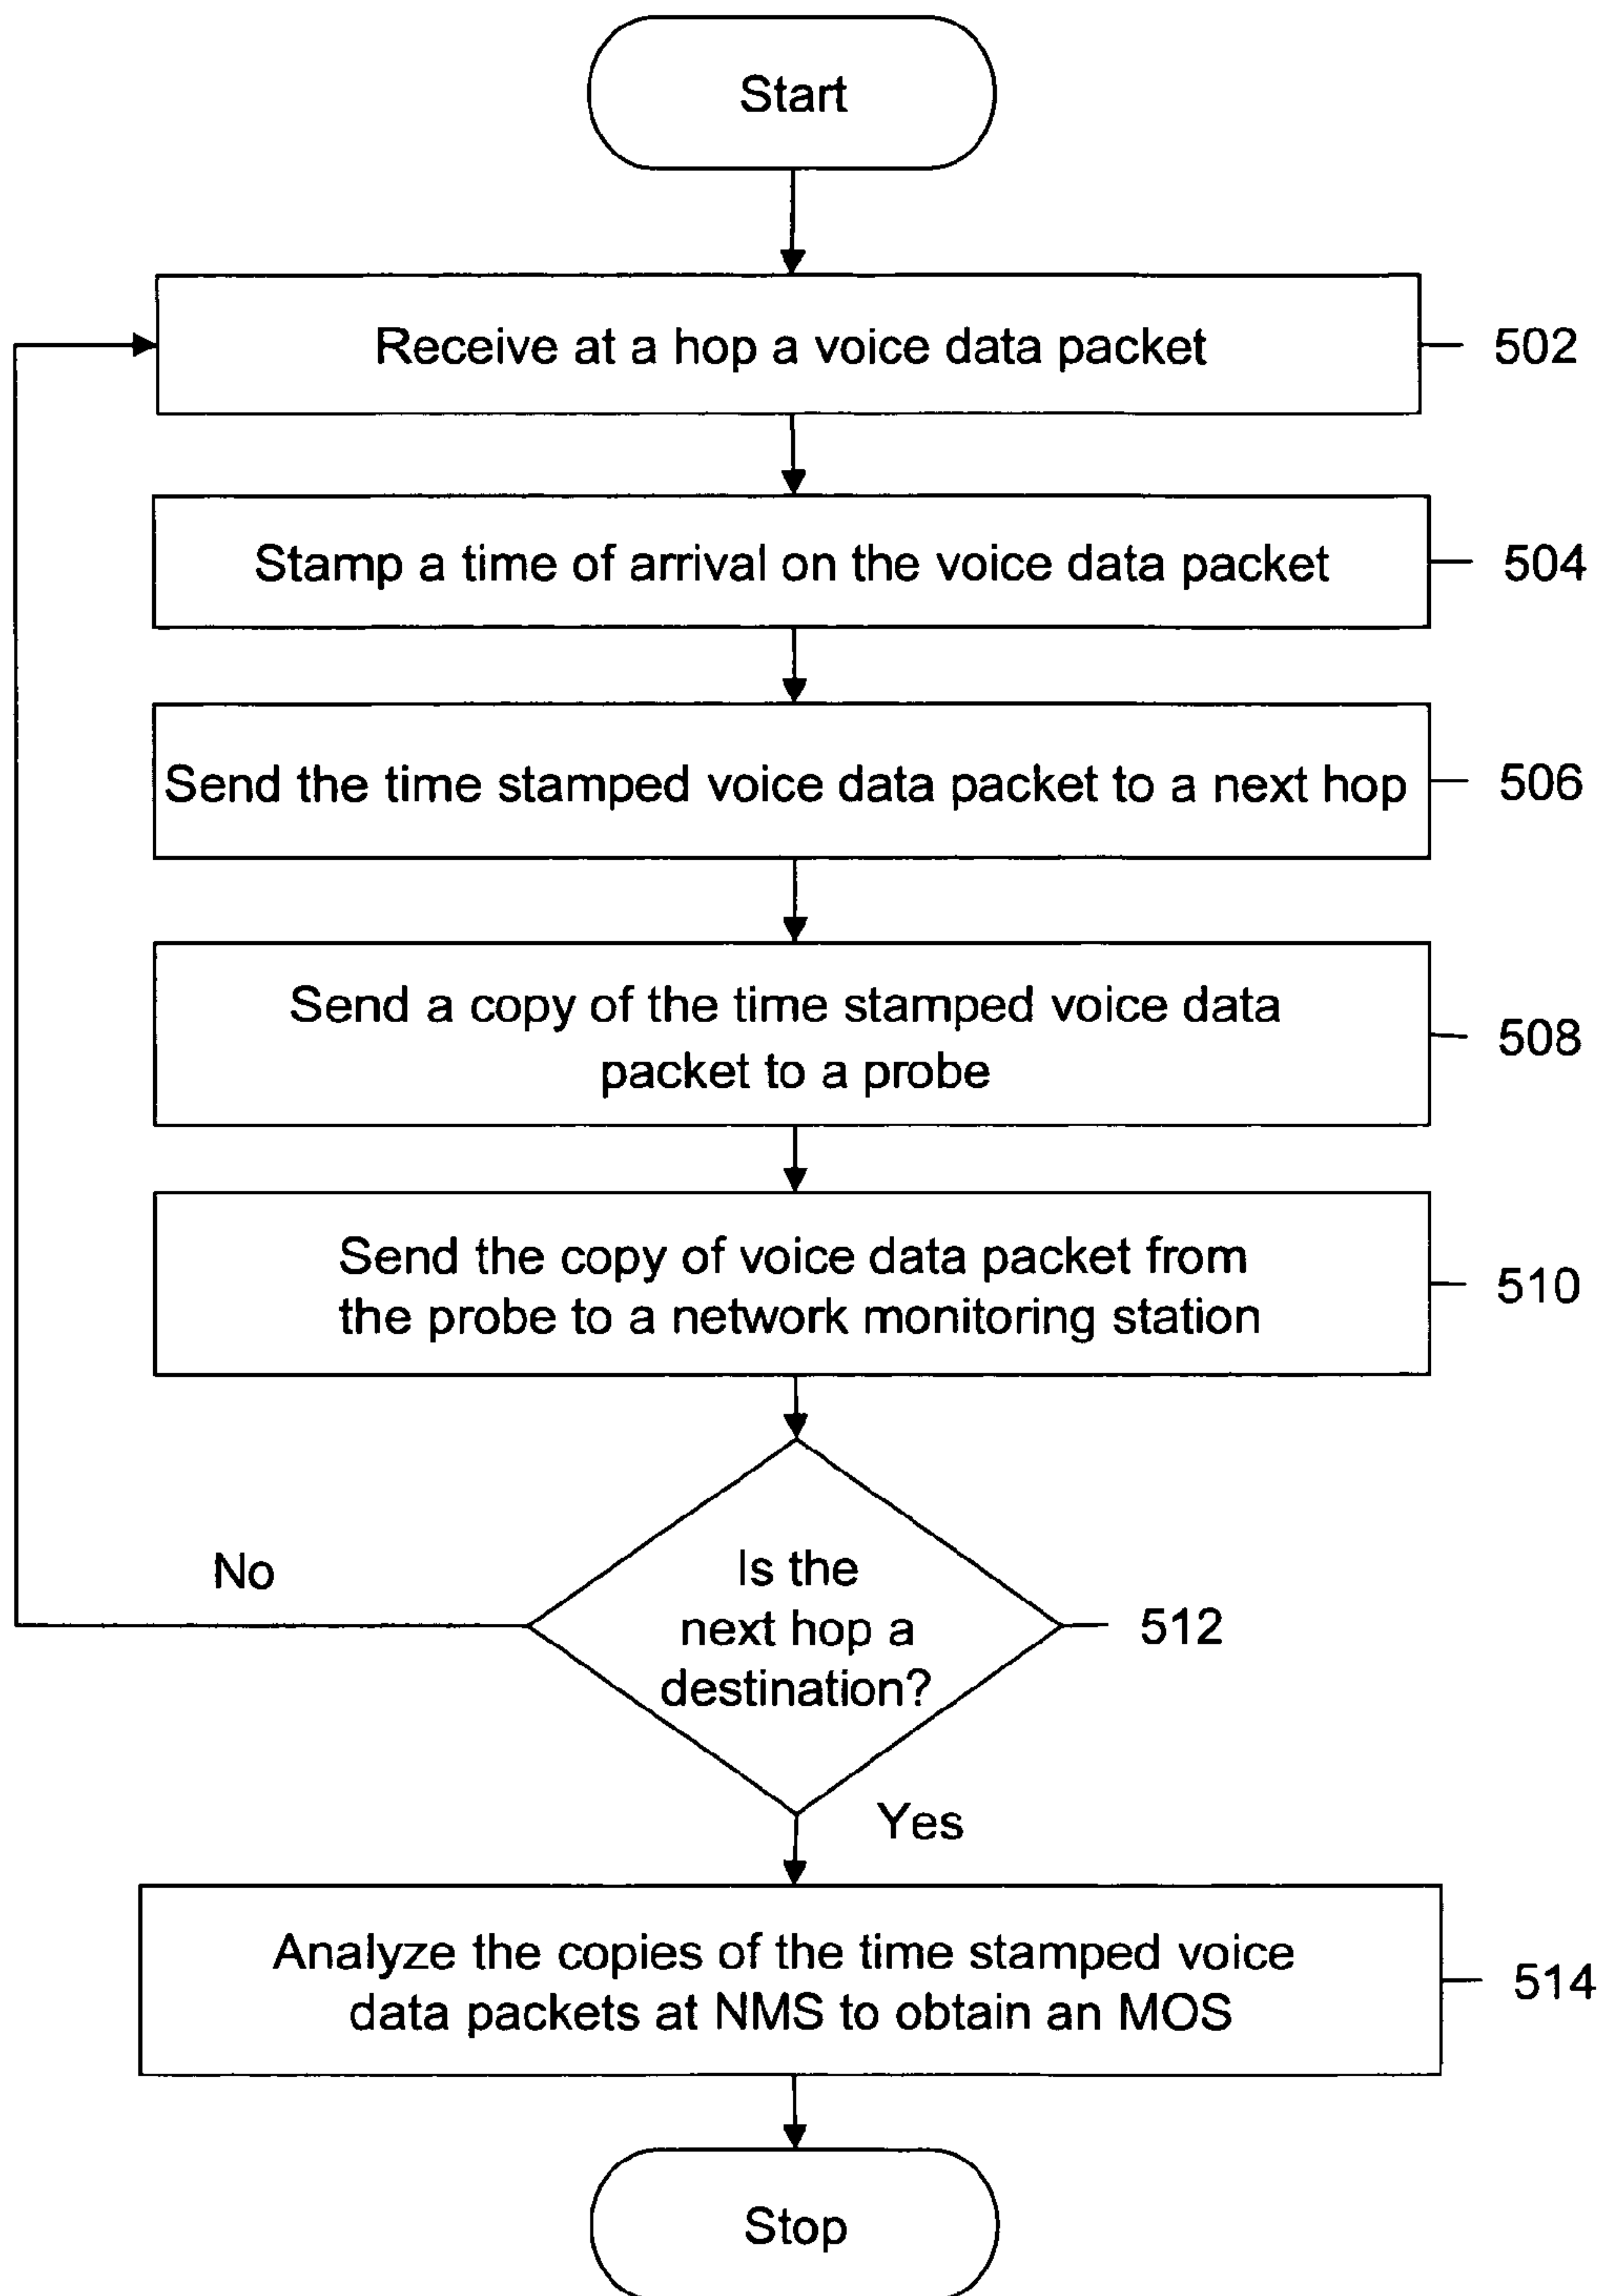 Start
Receive at a hop a voice data packet
502
Stamp a time of arrival on the voice data packet
504
Send the time stamped voice data packet to a next hop
506
Send a copy of the time stamped voice data
packet to a probe
508
Send the copy of voice data packet from
the probe to a network monitoring station
510
No
Is the
next hop a
destination?
512
Yes
Analyze the copies of the time stamped voice
data packets at NMS to obtain an MOS
514
Stop